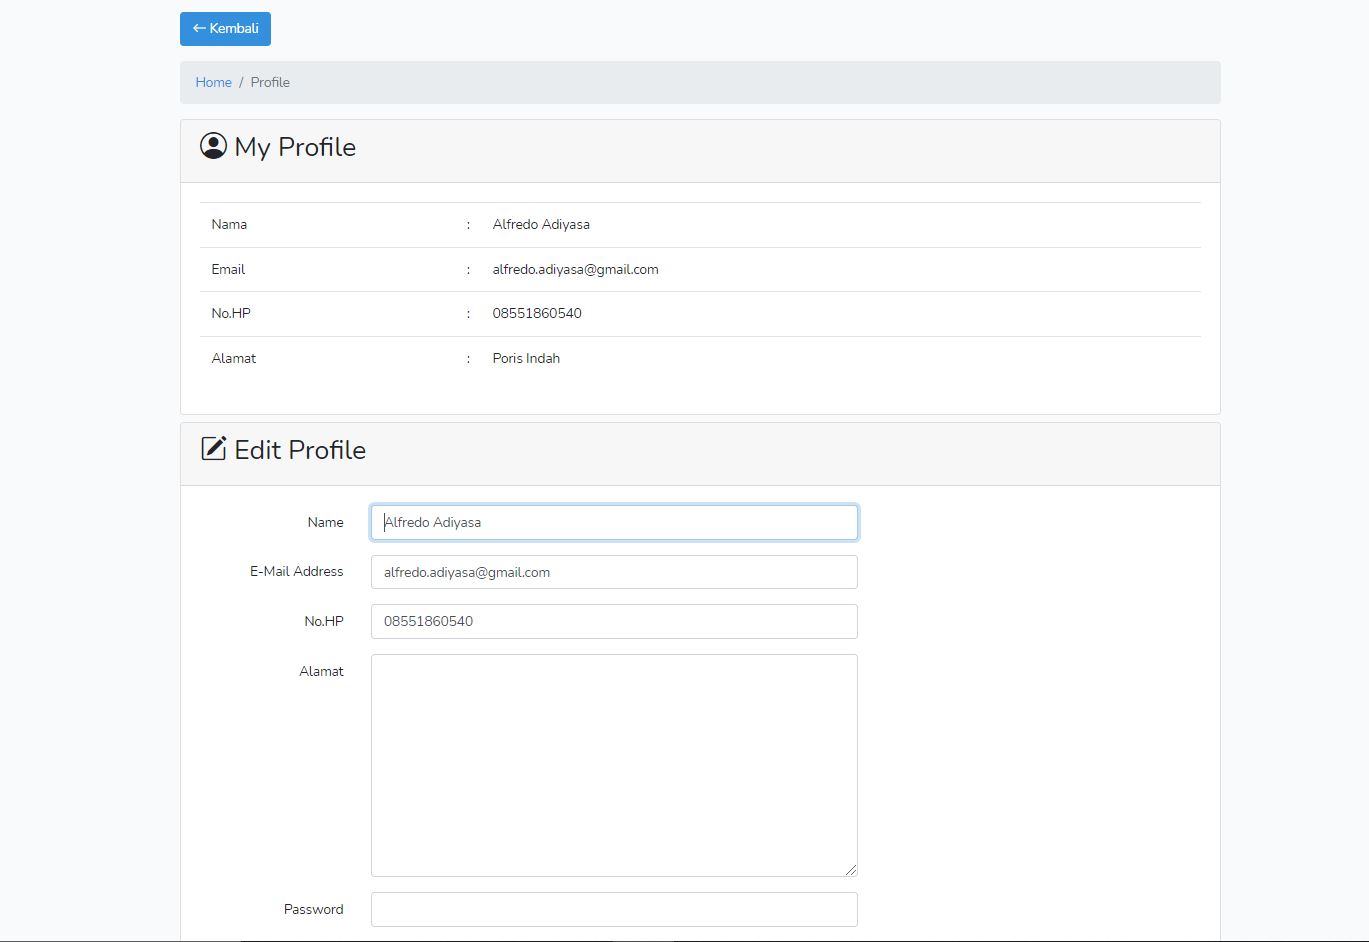 ← Kembali
Home / Profile
My Profile
Nama : Alfredo Adiyasa
Email : alfredo.adiyasa@gmail.com
No.HP : 08551860540
Alamat : Poris Indah
Edit Profile
Name Alfredo Adiyasa
E-Mail Address alfredo.adiyasa@gmail.com
No.HP 08551860540
Alamat
Password